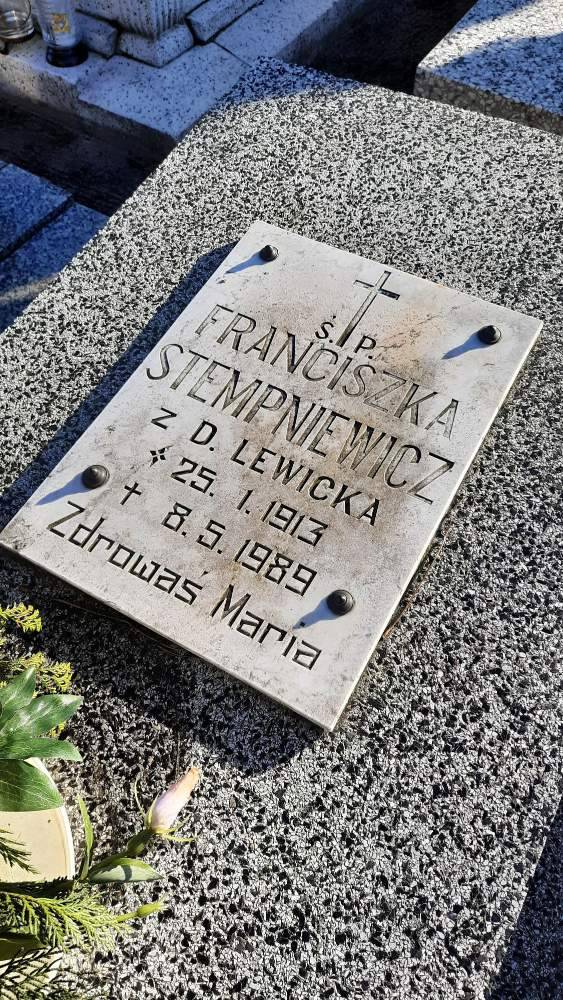 Ś. P.
FRANCISZKA
STEMPNIEWICZ
Z D. LEWICKA
* 25. 1. 1913
✝ 8. 5. 1989
Zdrowaś Maria